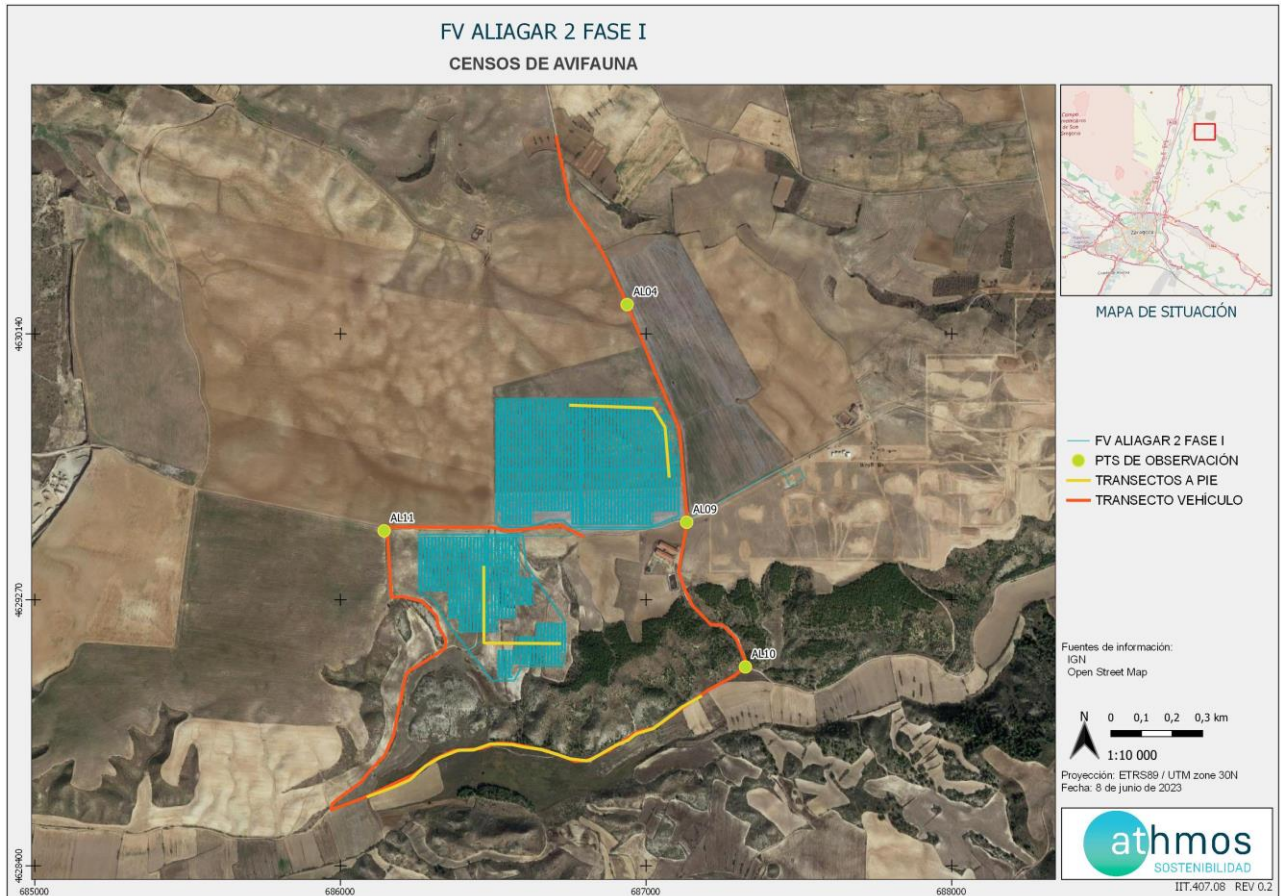 FV ALIAGAR 2 FASE I
CENSOS DE AVIFAUNA
MAPA DE SITUACIÓN
AL04
AL09
AL11
AL10
4630140
4629270
4628400
685000
686000
687000
688000
FV ALIAGAR 2 FASE I
PTS DE OBSERVACIÓN
TRANSECTOS A PIE
TRANSECTO VEHÍCULO
Fuentes de información:
IGN
Open Street Map
N
0 0,1 0,2 0,3 km
1:10 000
Proyección: ETRS89 / UTM zone 30N
Fecha: 8 de junio de 2023
athmos
SOSTENIBILIDAD
IIT.407.08 REV 0.2